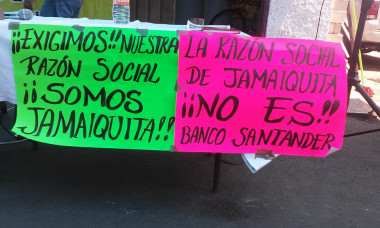 ¡¡EXIGIMOS!! NUESTRA
RAZÓN SOCIAL
¡¡SOMOS
JAMAIQUITA!!
LA RAZÓN SOCIAL
DE JAMAIQUITA
¡¡NO ES!!
BANCO SANTANDER